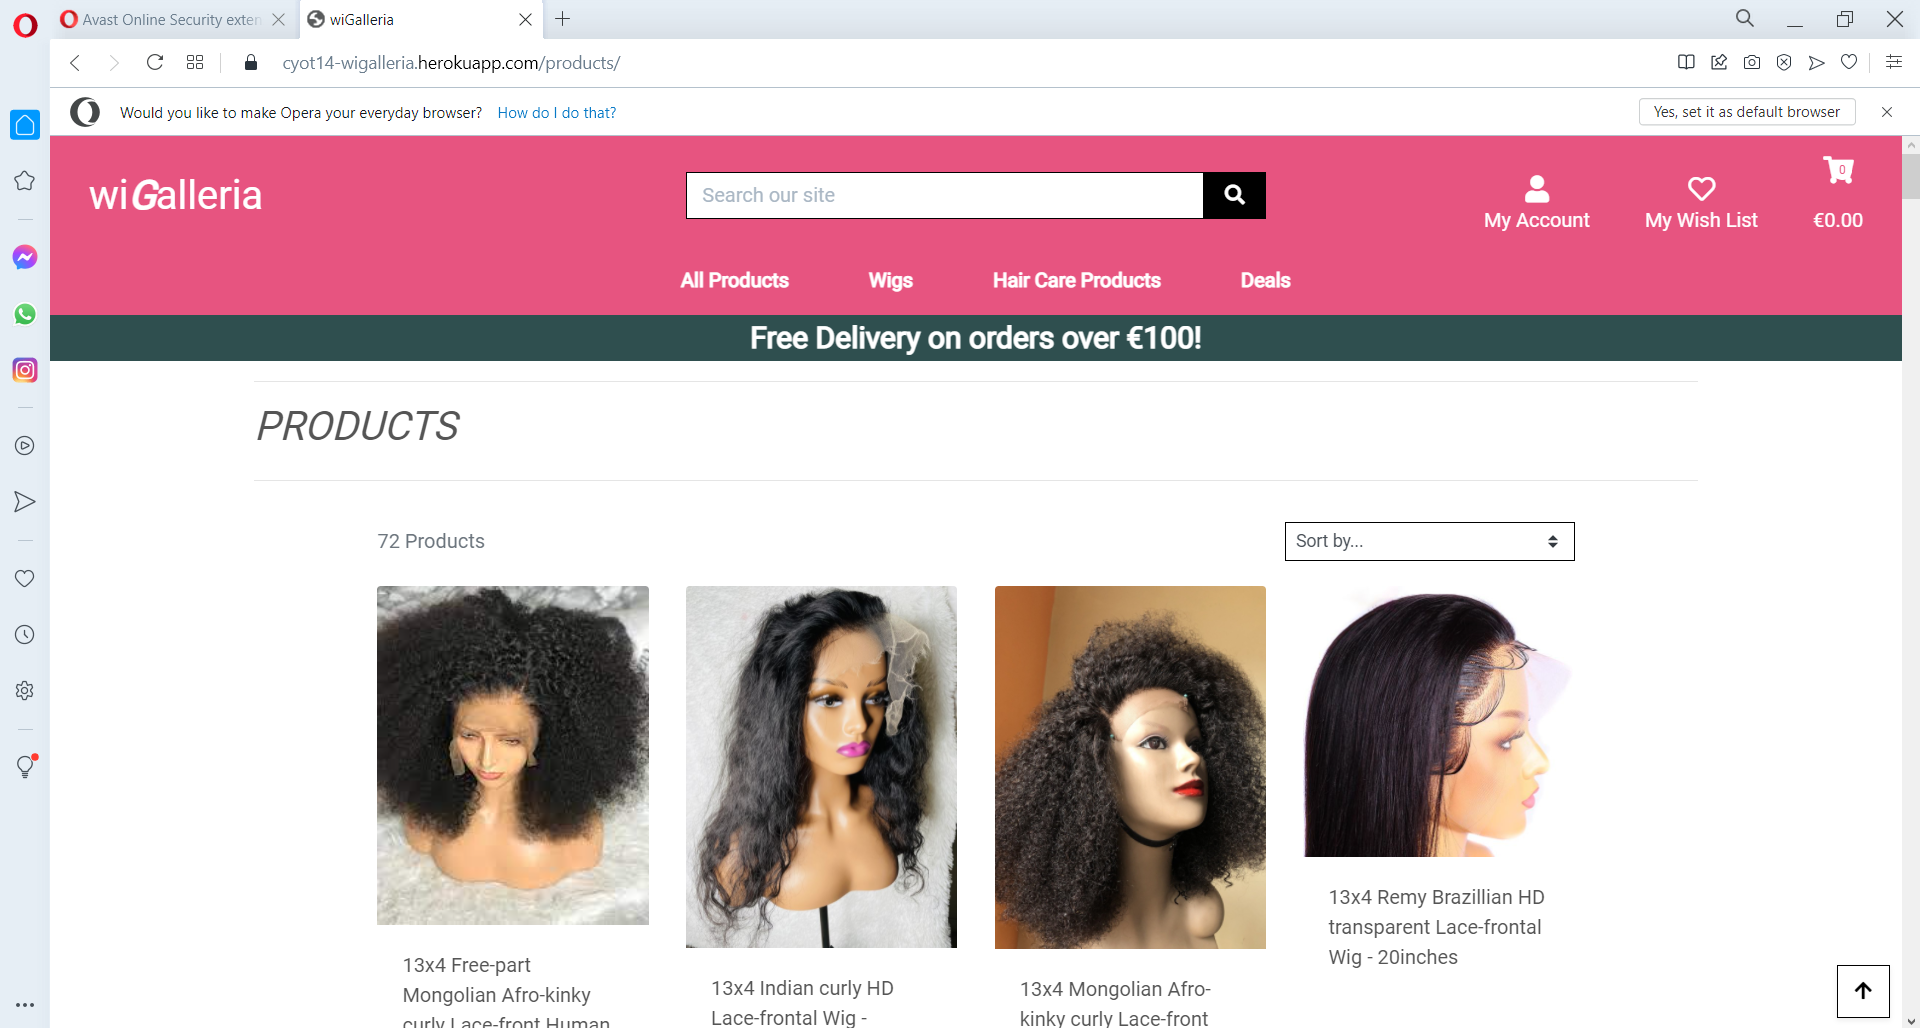 Avast Online Security exten
wiGalleria
cyot14-wigalleria.herokuapp.com/products/
Would you like to make Opera your everyday browser? How do I do that?
Yes, set it as default browser
wiGalleria
Search our site
My Account
My Wish List
0
€0.00
All Products
Wigs
Hair Care Products
Deals
Free Delivery on orders over €100!
PRODUCTS
72 Products
Sort by...
13x4 Free-part
Mongolian Afro-kinky
curly Lace-front Human
13x4 Indian curly HD
Lace-frontal Wig -
13x4 Mongolian Afro-
kinky curly Lace-front
13x4 Remy Brazillian HD
transparent Lace-frontal
Wig - 20inches